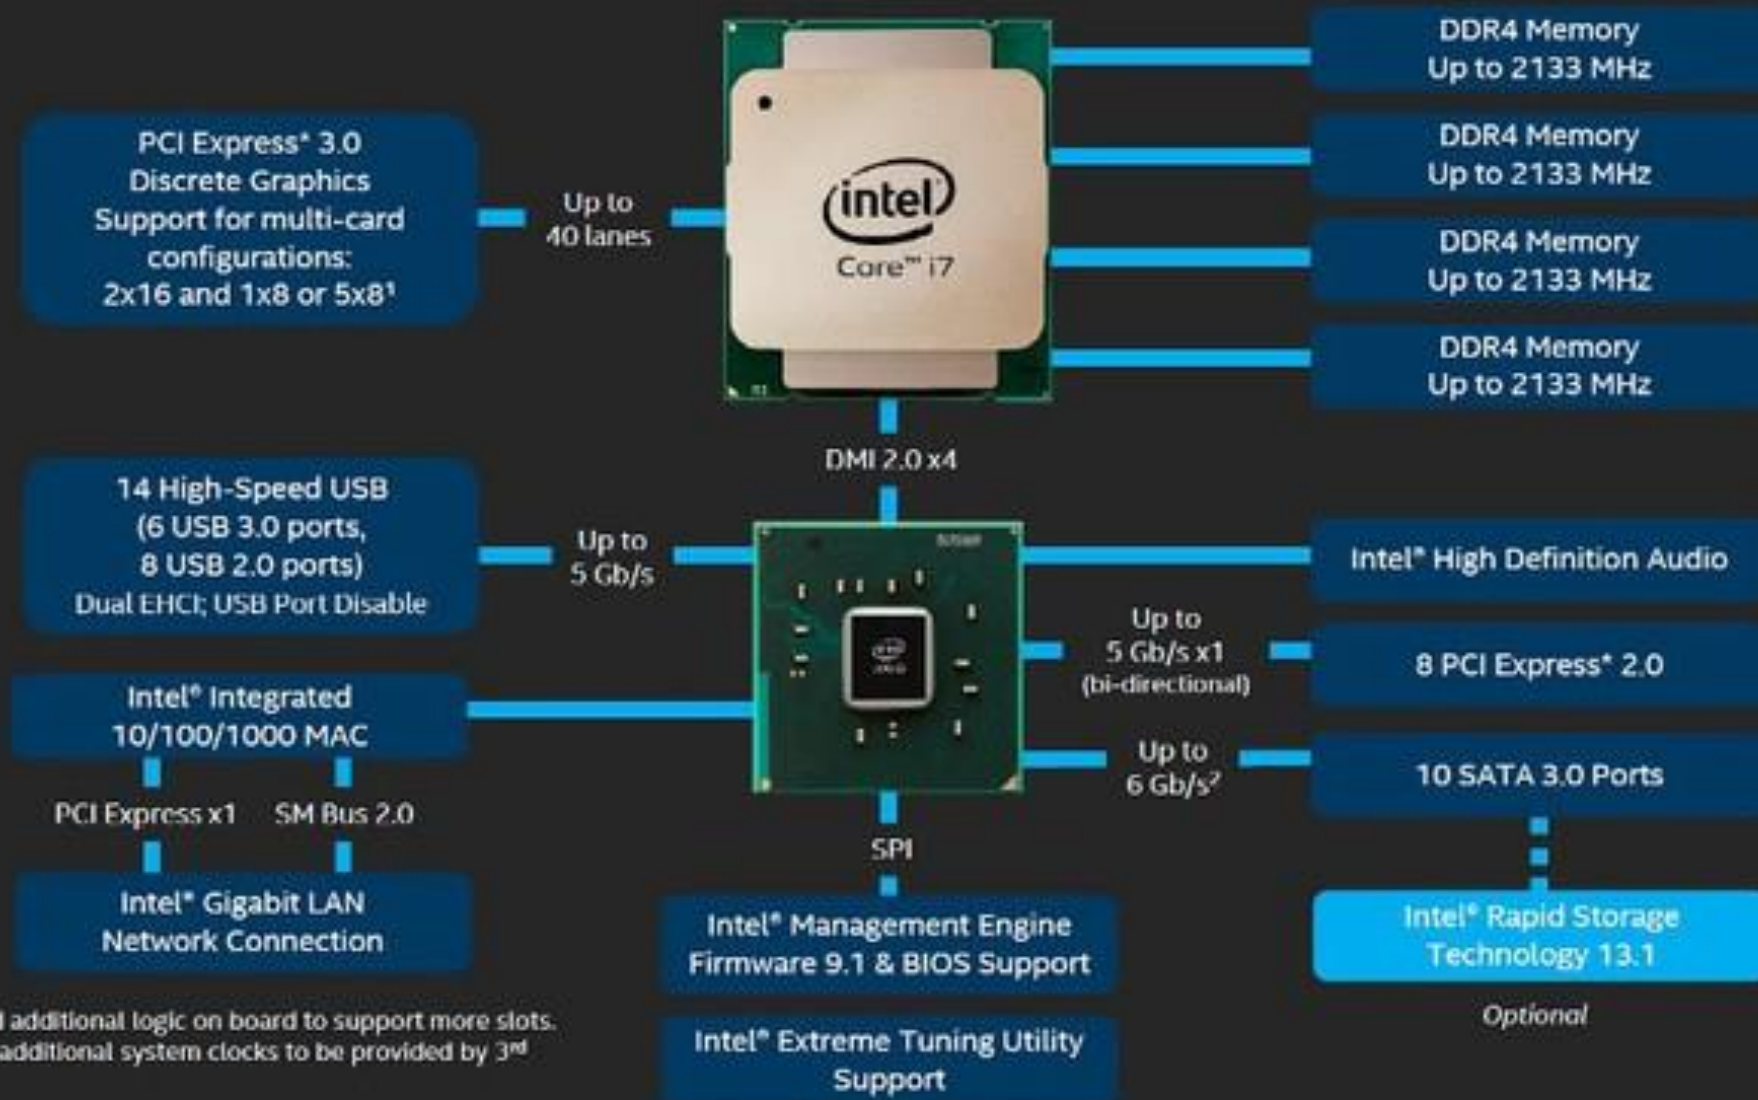 DDR4 Memory
Up to 2133 MHz
PCI Express* 3.0
Discrete Graphics
Support for multi-card
configurations:
2x16 and 1x8 or 5x8¹
Up to
40 lanes
intel
Core™ i7
DDR4 Memory
Up to 2133 MHz
DDR4 Memory
Up to 2133 MHz
DDR4 Memory
Up to 2133 MHz
DMI 2.0 x4
14 High-Speed USB
(6 USB 3.0 ports,
8 USB 2.0 ports)
Dual EHCI; USB Port Disable
Up to
5 Gb/s
Intel® High Definition Audio
Up to
5 Gb/s x1
(bi-directional)
8 PCI Express* 2.0
Intel® Integrated
10/100/1000 MAC
Up to
6 Gb/s²
10 SATA 3.0 Ports
PCI Express x1
SM Bus 2.0
SPI
Intel® Gigabit LAN
Network Connection
Intel® Management Engine
Firmware 9.1 & BIOS Support
Intel® Rapid Storage
Technology 13.1
Optional
additional logic on board to support more slots.
additional system clocks to be provided by 3rd
Intel® Extreme Tuning Utility
Support